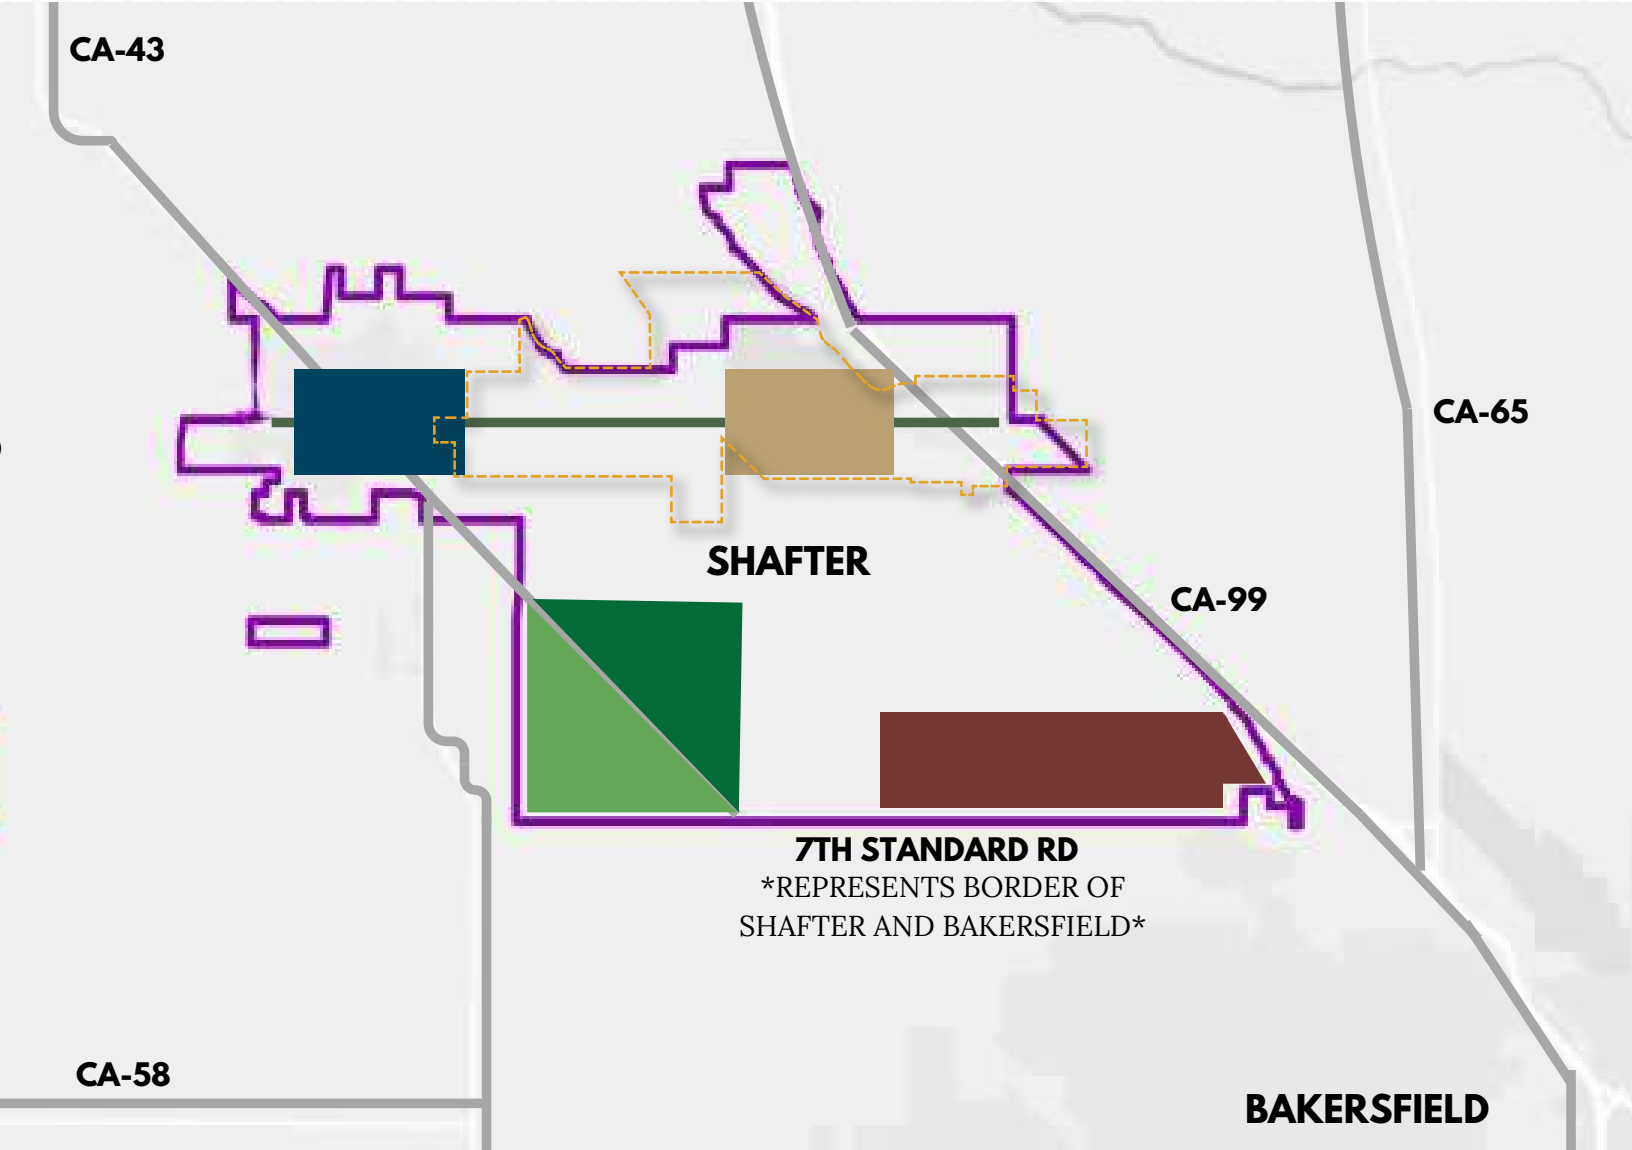 CA-43
CA-65
SHAFTER
CA-99
7TH STANDARD RD
*REPRESENTS BORDER OF
SHAFTER AND BAKERSFIELD*
CA-58
BAKERSFIELD